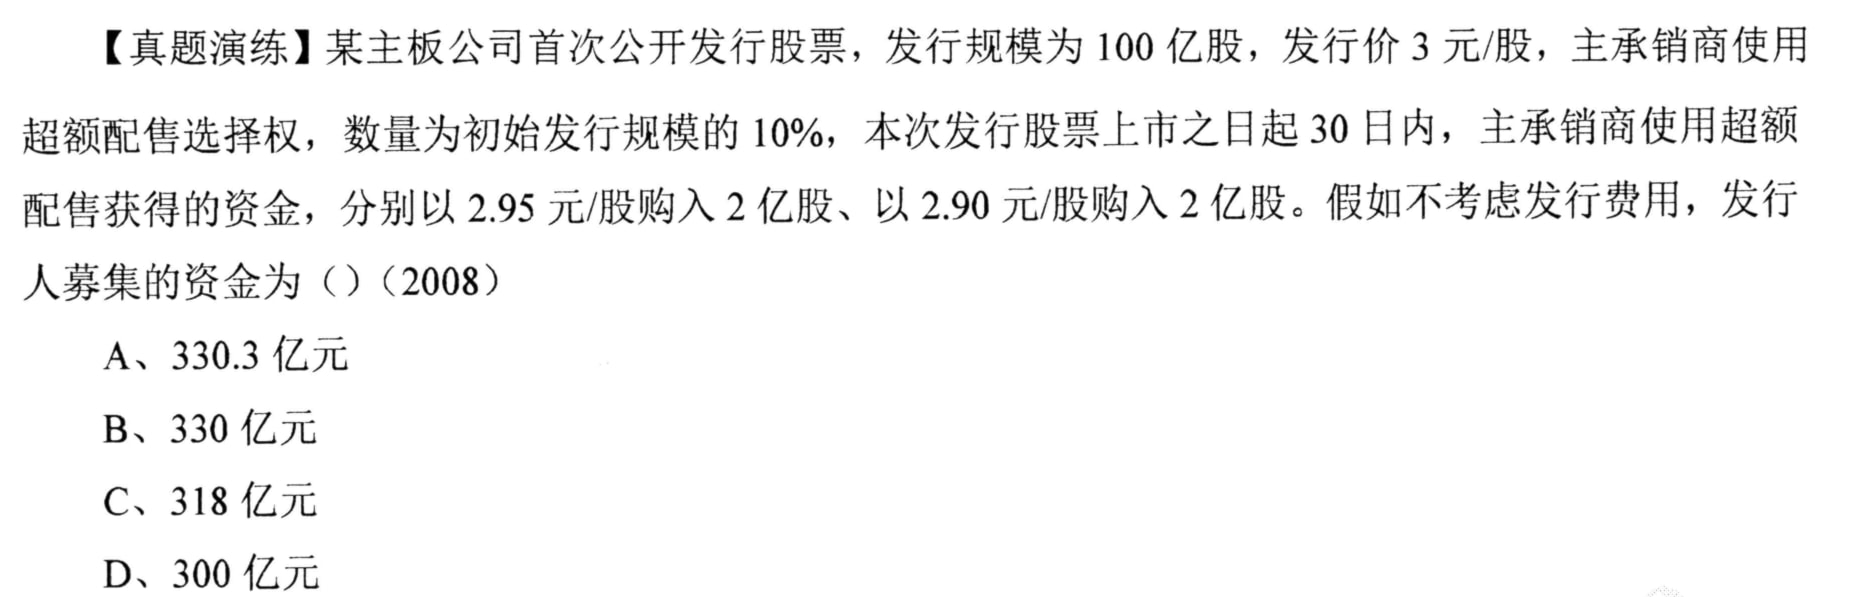 【真题演练】某主板公司首次公开发行股票，发行规模为 100 亿股，发行价 3 元/股，主承销商使用
超额配售选择权，数量为初始发行规模的 10%，本次发行股票上市之日起 30 日内，主承销商使用超额
配售获得的资金，分别以 2.95 元/股购入 2 亿股、以 2.90 元/股购入 2 亿股。假如不考虑发行费用，发行
人募集的资金为（）（2008）
A、330.3 亿元
B、330 亿元
C、318 亿元
D、300 亿元